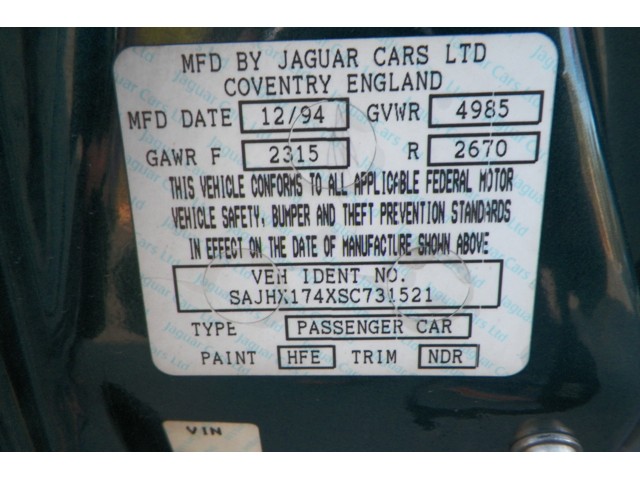 MFD BY JAGUAR CARS LTD
COVENTRY ENGLAND
MFD DATE 12/94 GVWR 4985
GAWR F 2315 R 2670
THIS VEHICLE CONFORMS TO ALL APPLICABLE FEDERAL MOTOR
VEHICLE SAFETY, BUMPER AND THEFT PREVENTION STANDARDS
IN EFFECT ON THE DATE OF MANUFACTURE SHOWN ABOVE
VEH IDENT NO.
SAJHX174XSC731521
TYPE PASSENGER CAR
PAINT HFE TRIM NDR
VIN